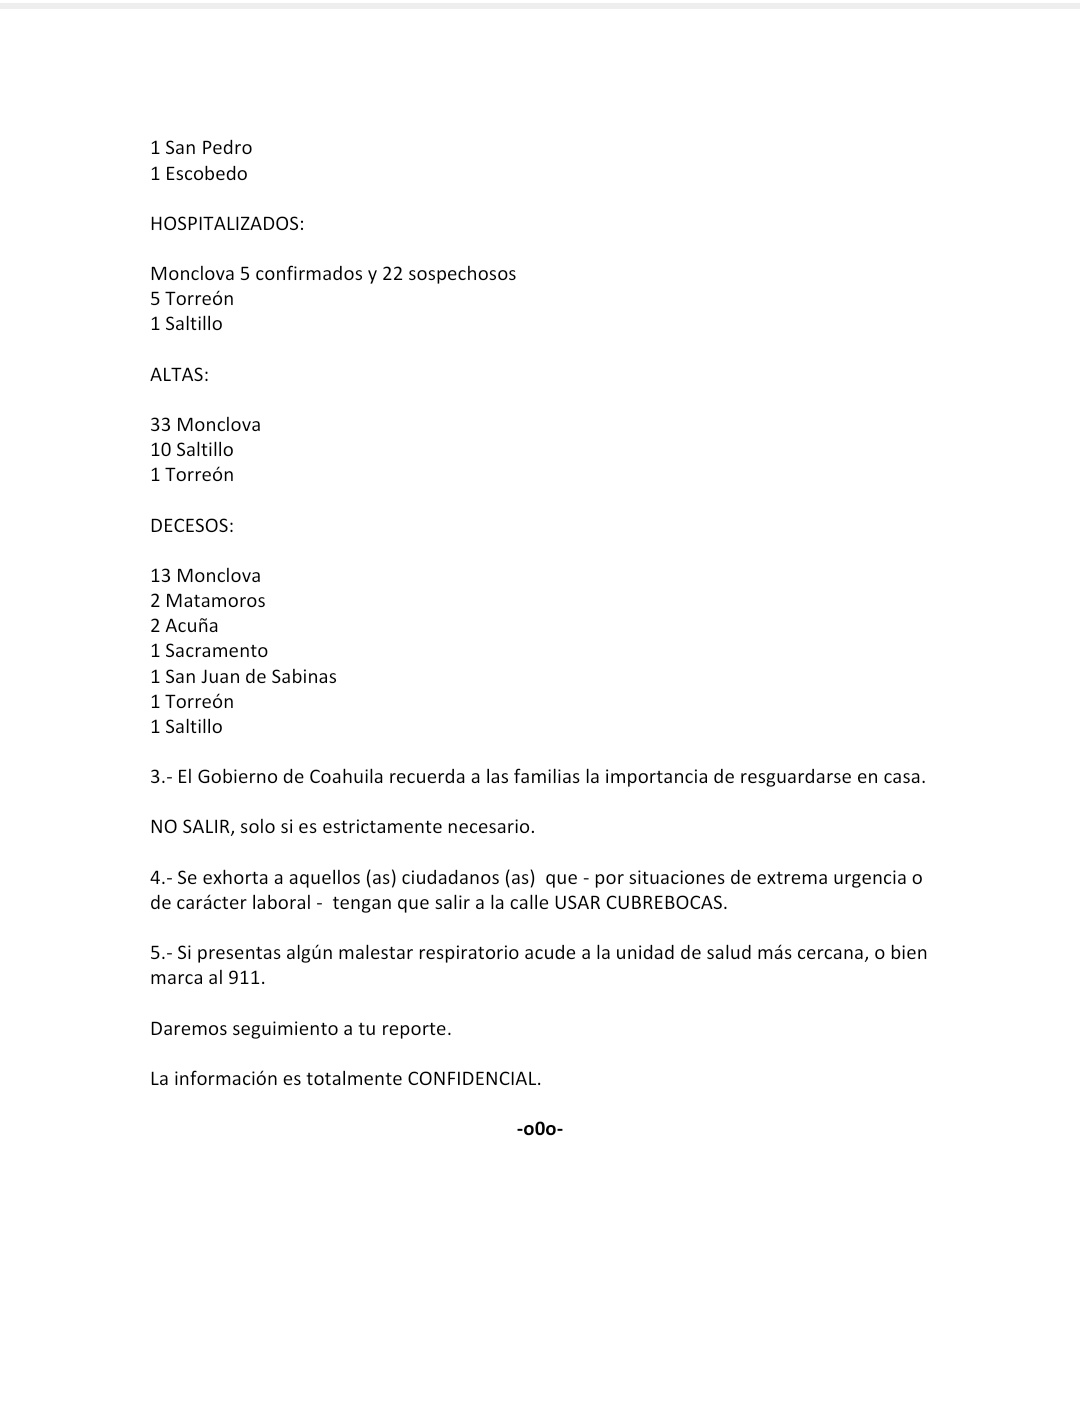 1 San Pedro
1 Escobedo
HOSPITALIZADOS:
Monclova 5 confirmados y 22 sospechosos
5 Torreón
1 Saltillo
ALTAS:
33 Monclova
10 Saltillo
1 Torreón
DECESOS:
13 Monclova
2 Matamoros
2 Acuña
1 Sacramento
1 San Juan de Sabinas
1 Torreón
1 Saltillo
3.- El Gobierno de Coahuila recuerda a las familias la importancia de resguardarse en casa.
NO SALIR, solo si es estrictamente necesario.
4.- Se exhorta a aquellos (as) ciudadanos (as)  que - por situaciones de extrema urgencia o
de carácter laboral -  tengan que salir a la calle USAR CUBREBOCAS.
5.- Si presentas algún malestar respiratorio acude a la unidad de salud más cercana, o bien
marca al 911.
Daremos seguimiento a tu reporte.
La información es totalmente CONFIDENCIAL.
-o0o-